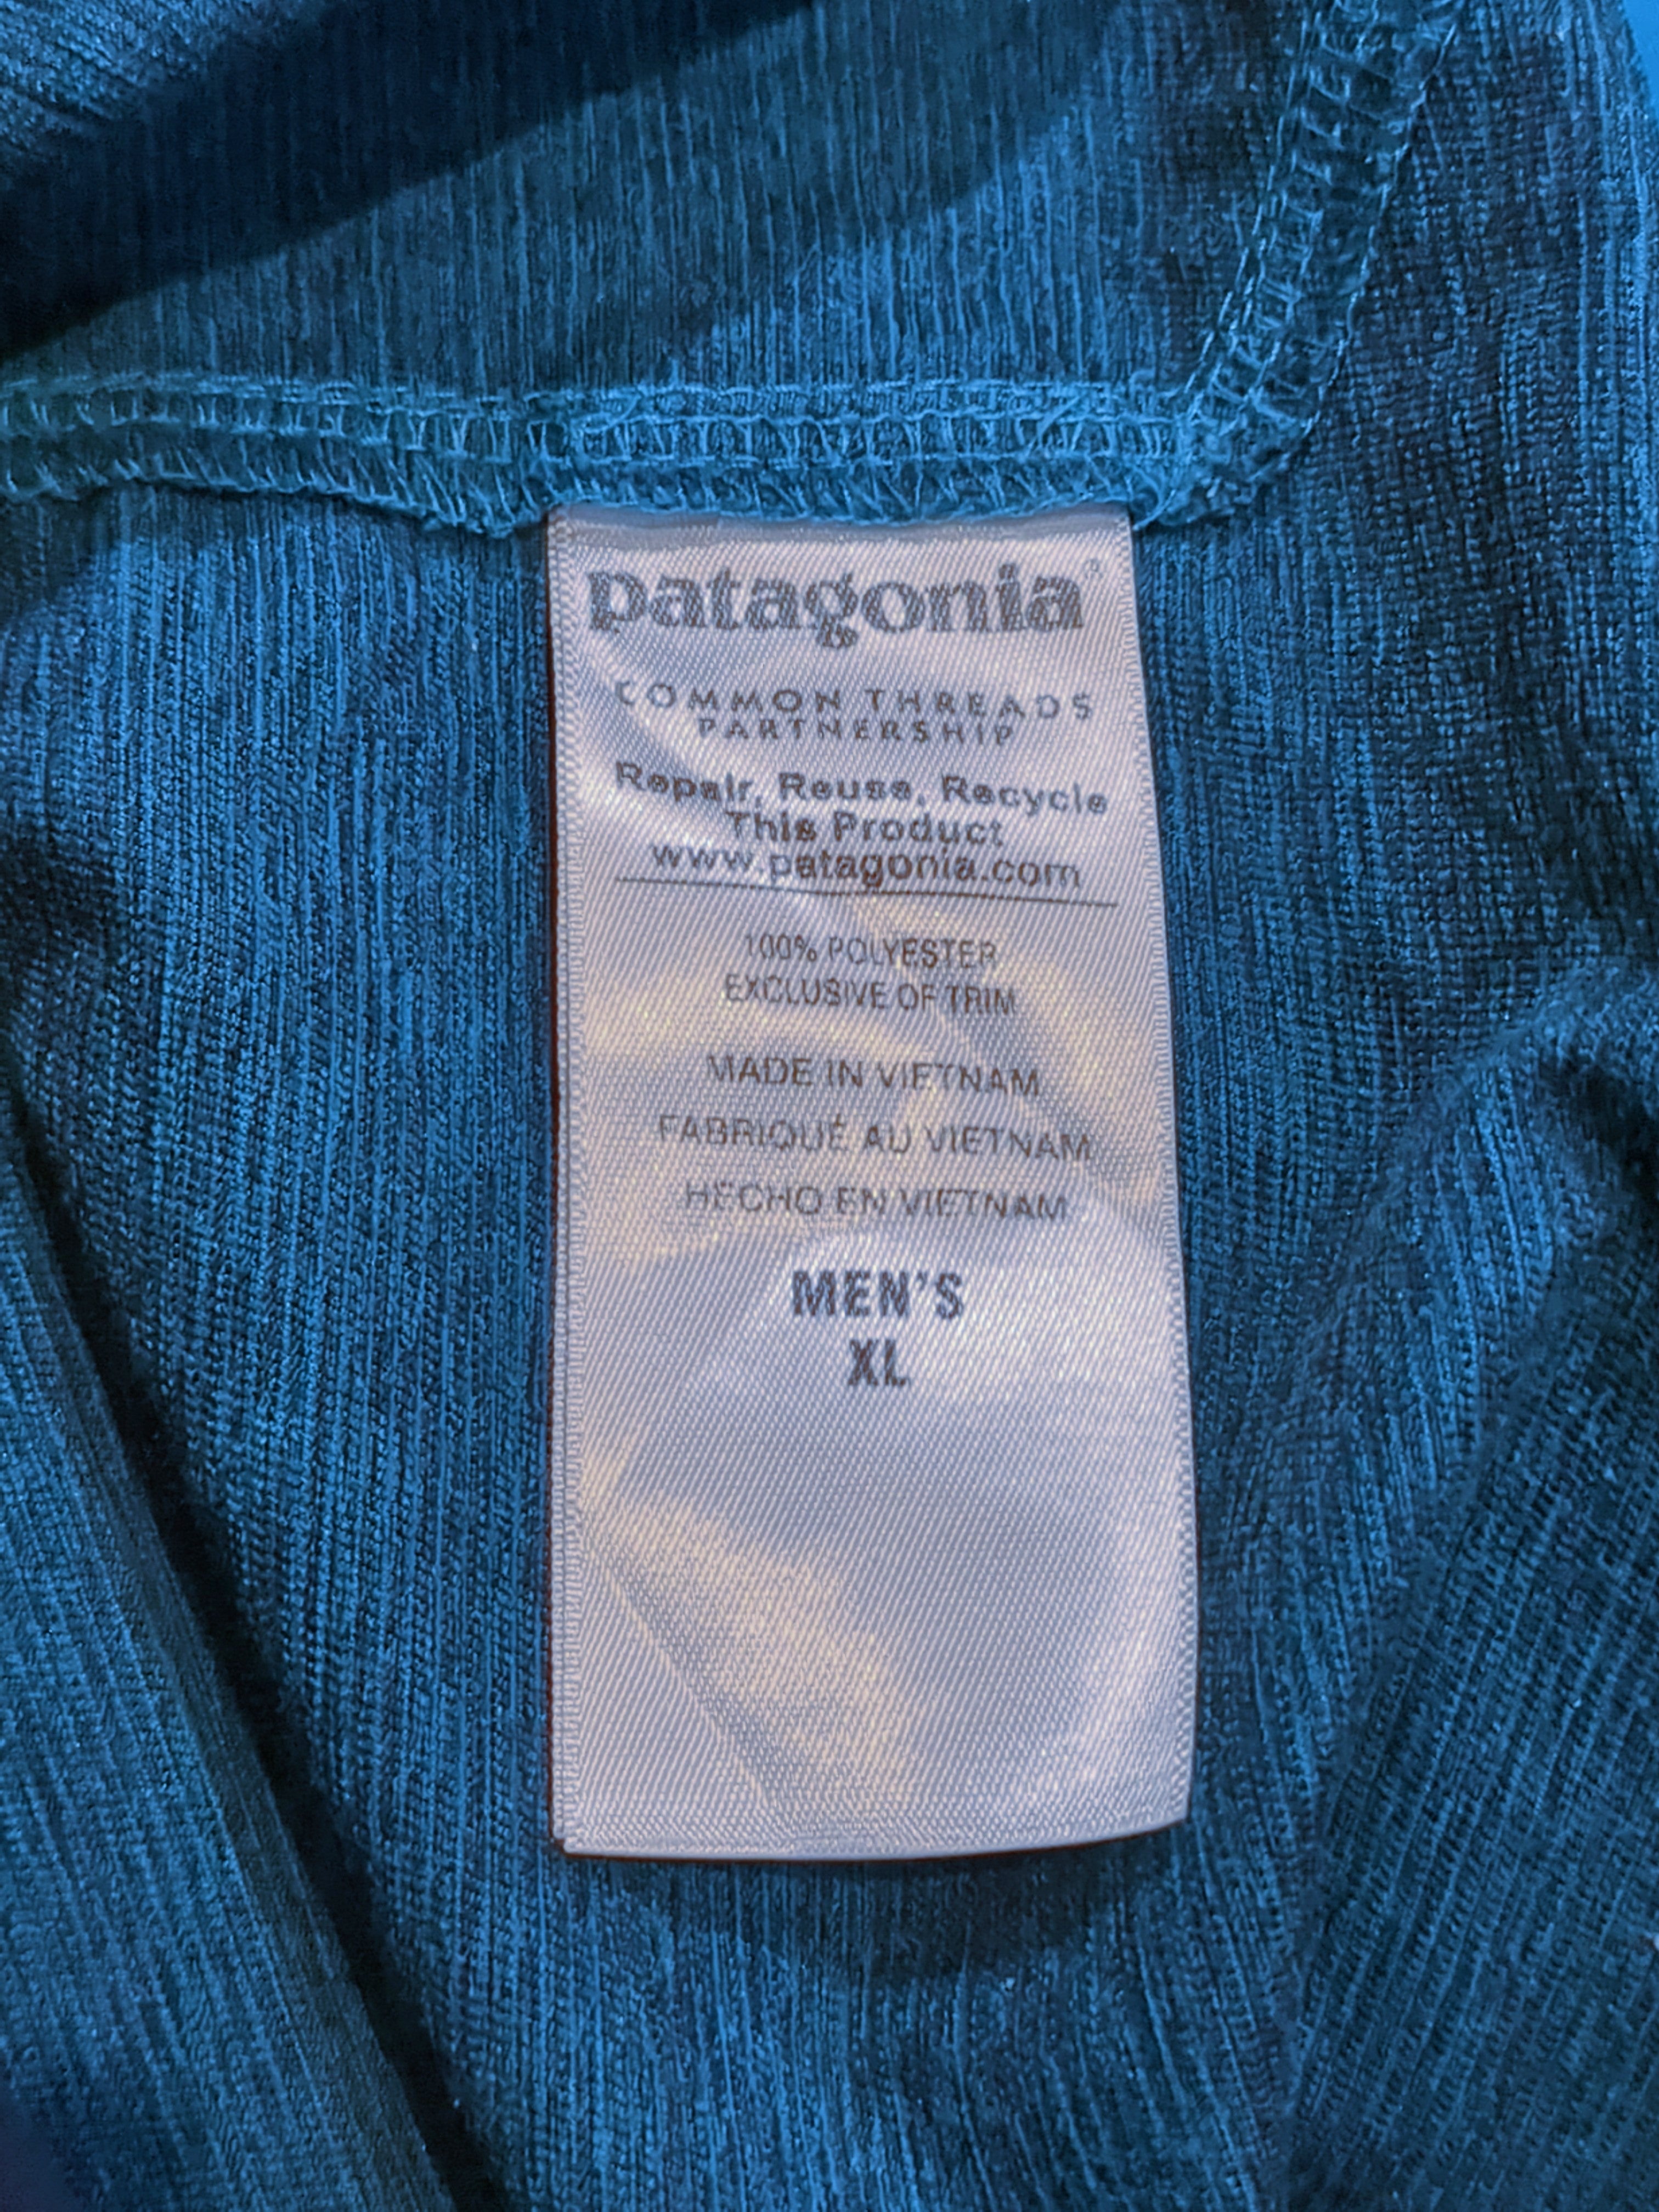 patagonia®
COMMON THREADS
PARTNERSHIP
Repair, Reuse, Recycle
This Product
www.patagonia.com
100% POLYESTER
EXCLUSIVE OF TRIM
MADE IN VIETNAM
FABRIQUÉ AU VIETNAM
HECHO EN VIETNAM
MEN'S
XL